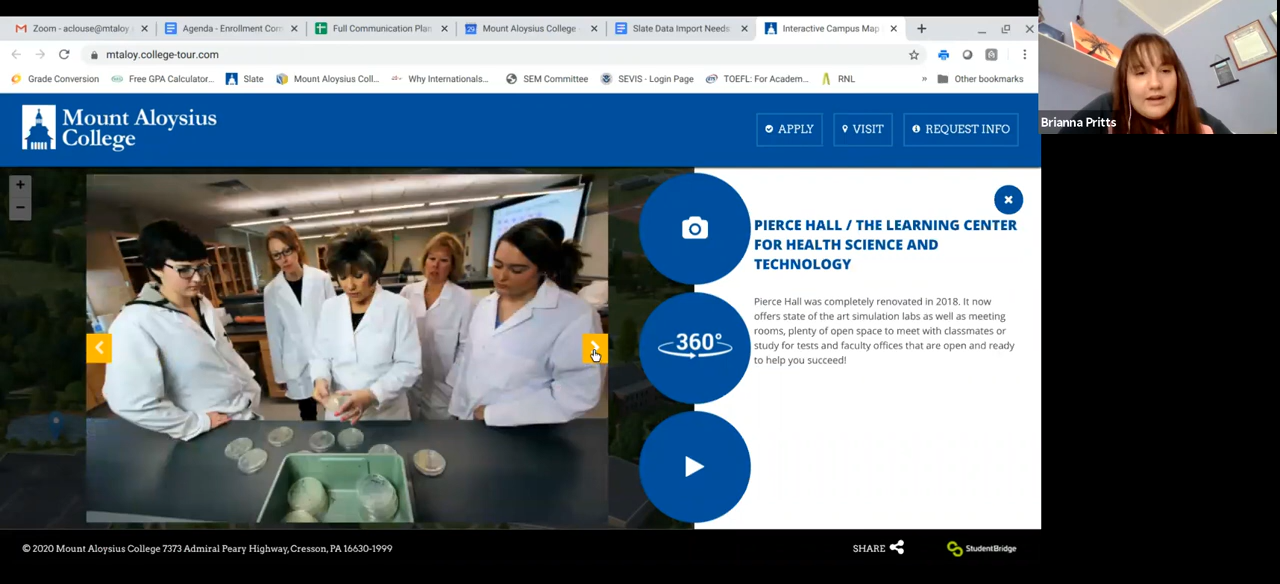 Zoom - aclouse@mtaloy
Agenda - Enrollment Com
Full Communication Plan
Mount Aloysius College -
Slate Data Import Needs
Interactive Campus Map
mtaloy.college-tour.com
Grade Conversion
Free GPA Calculator...
Slate
Mount Aloysius Coll...
Why Internationals...
SEM Committee
SEVIS - Login Page
TOEFL: For Academ...
RNL
»
Other bookmarks
Brianna Pritts
Mount Aloysius
College
APPLY
VISIT
REQUEST INFO
+
−
PIERCE HALL / THE LEARNING CENTER
FOR HEALTH SCIENCE AND
TECHNOLOGY
Pierce Hall was completely renovated in 2018. It now
offers state of the art simulation labs as well as meeting
rooms, plenty of open space to meet with classmates or
study for tests and faculty offices that are open and ready
to help you succeed!
360°
© 2020 Mount Aloysius College 7373 Admiral Peary Highway, Cresson, PA 16630-1999
SHARE
StudentBridge